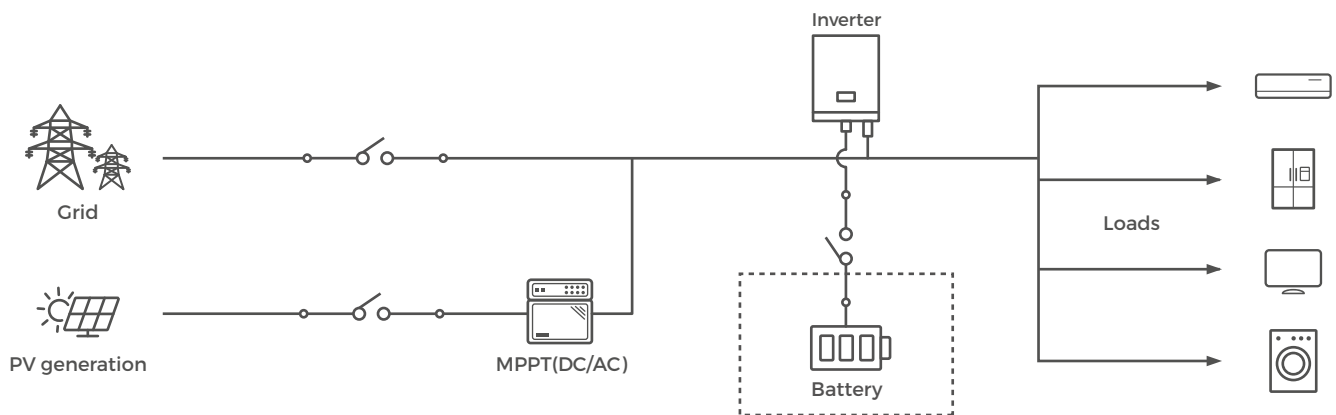 Inverter
Grid
Loads
PV generation
MPPT(DC/AC)
Battery